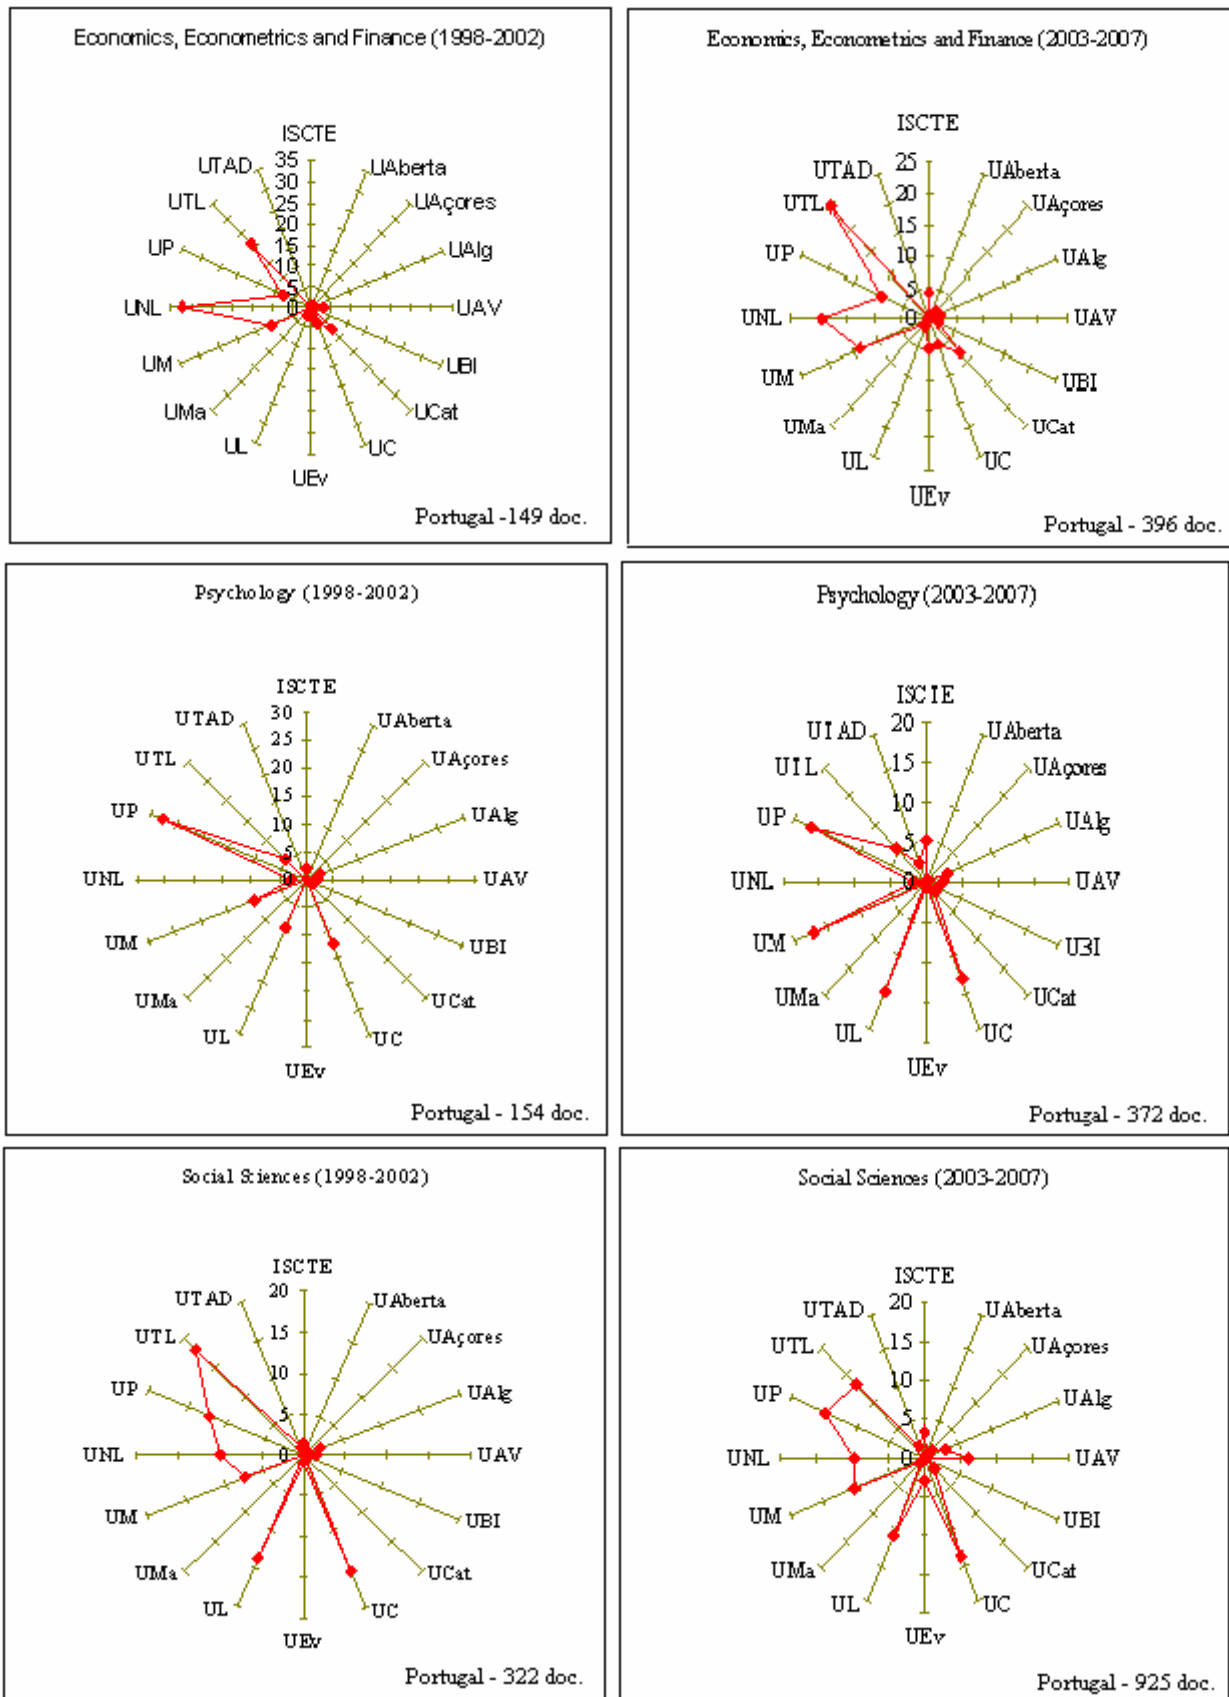 Economics, Econometrics and Finance (1998-2002)
ISCTE
35
UTAD
UAberta
30
UTL
25
UAçores
20
UP
15
UAlg
10
5
UNL
0
UAV
UM
UBI
UMa
UCat
UL
UC
UEv
Portugal -149 doc.
Economics, Econometrics and Finance (2003-2007)
ISCTE
25
UTAD
UAberta
20
UTL
UAçores
15
UP
10
UAlg
5
UNL
0
UAV
UM
UBI
UMa
UCat
UL
UC
UEv
Portugal - 396 doc.
Psychology (1998-2002)
ISCTE
30
UTAD
UAberta
25
UTL
20
UAçores
15
UP
10
UAlg
5
UNL
0
UAV
UM
UBI
UMa
UCat
UL
UC
UEv
Portugal - 154 doc.
Psychology (2003-2007)
ISCIE
20
UIAD
UAberta
15
UIL
UAçores
10
UP
UAlg
5
UNL
0
UAV
UM
UBI
UMa
UCat
UL
UC
UEv
Portugal - 372 doc.
Social Sciences (1998-2002)
ISCTE
20
UTAD
UAberta
15
UTL
UAçores
10
UP
UAlg
5
UNL
0
UAV
UM
UBI
UMa
UCat
UL
UC
UEv
Portugal - 322 doc.
Social Sciences (2003-2007)
ISCTE
20
UTAD
UAberta
15
UTL
UAçores
10
UP
UAlg
5
UNL
0
UAV
UM
UBI
UMa
UCat
UL
UC
UEv
Portugal - 925 doc.